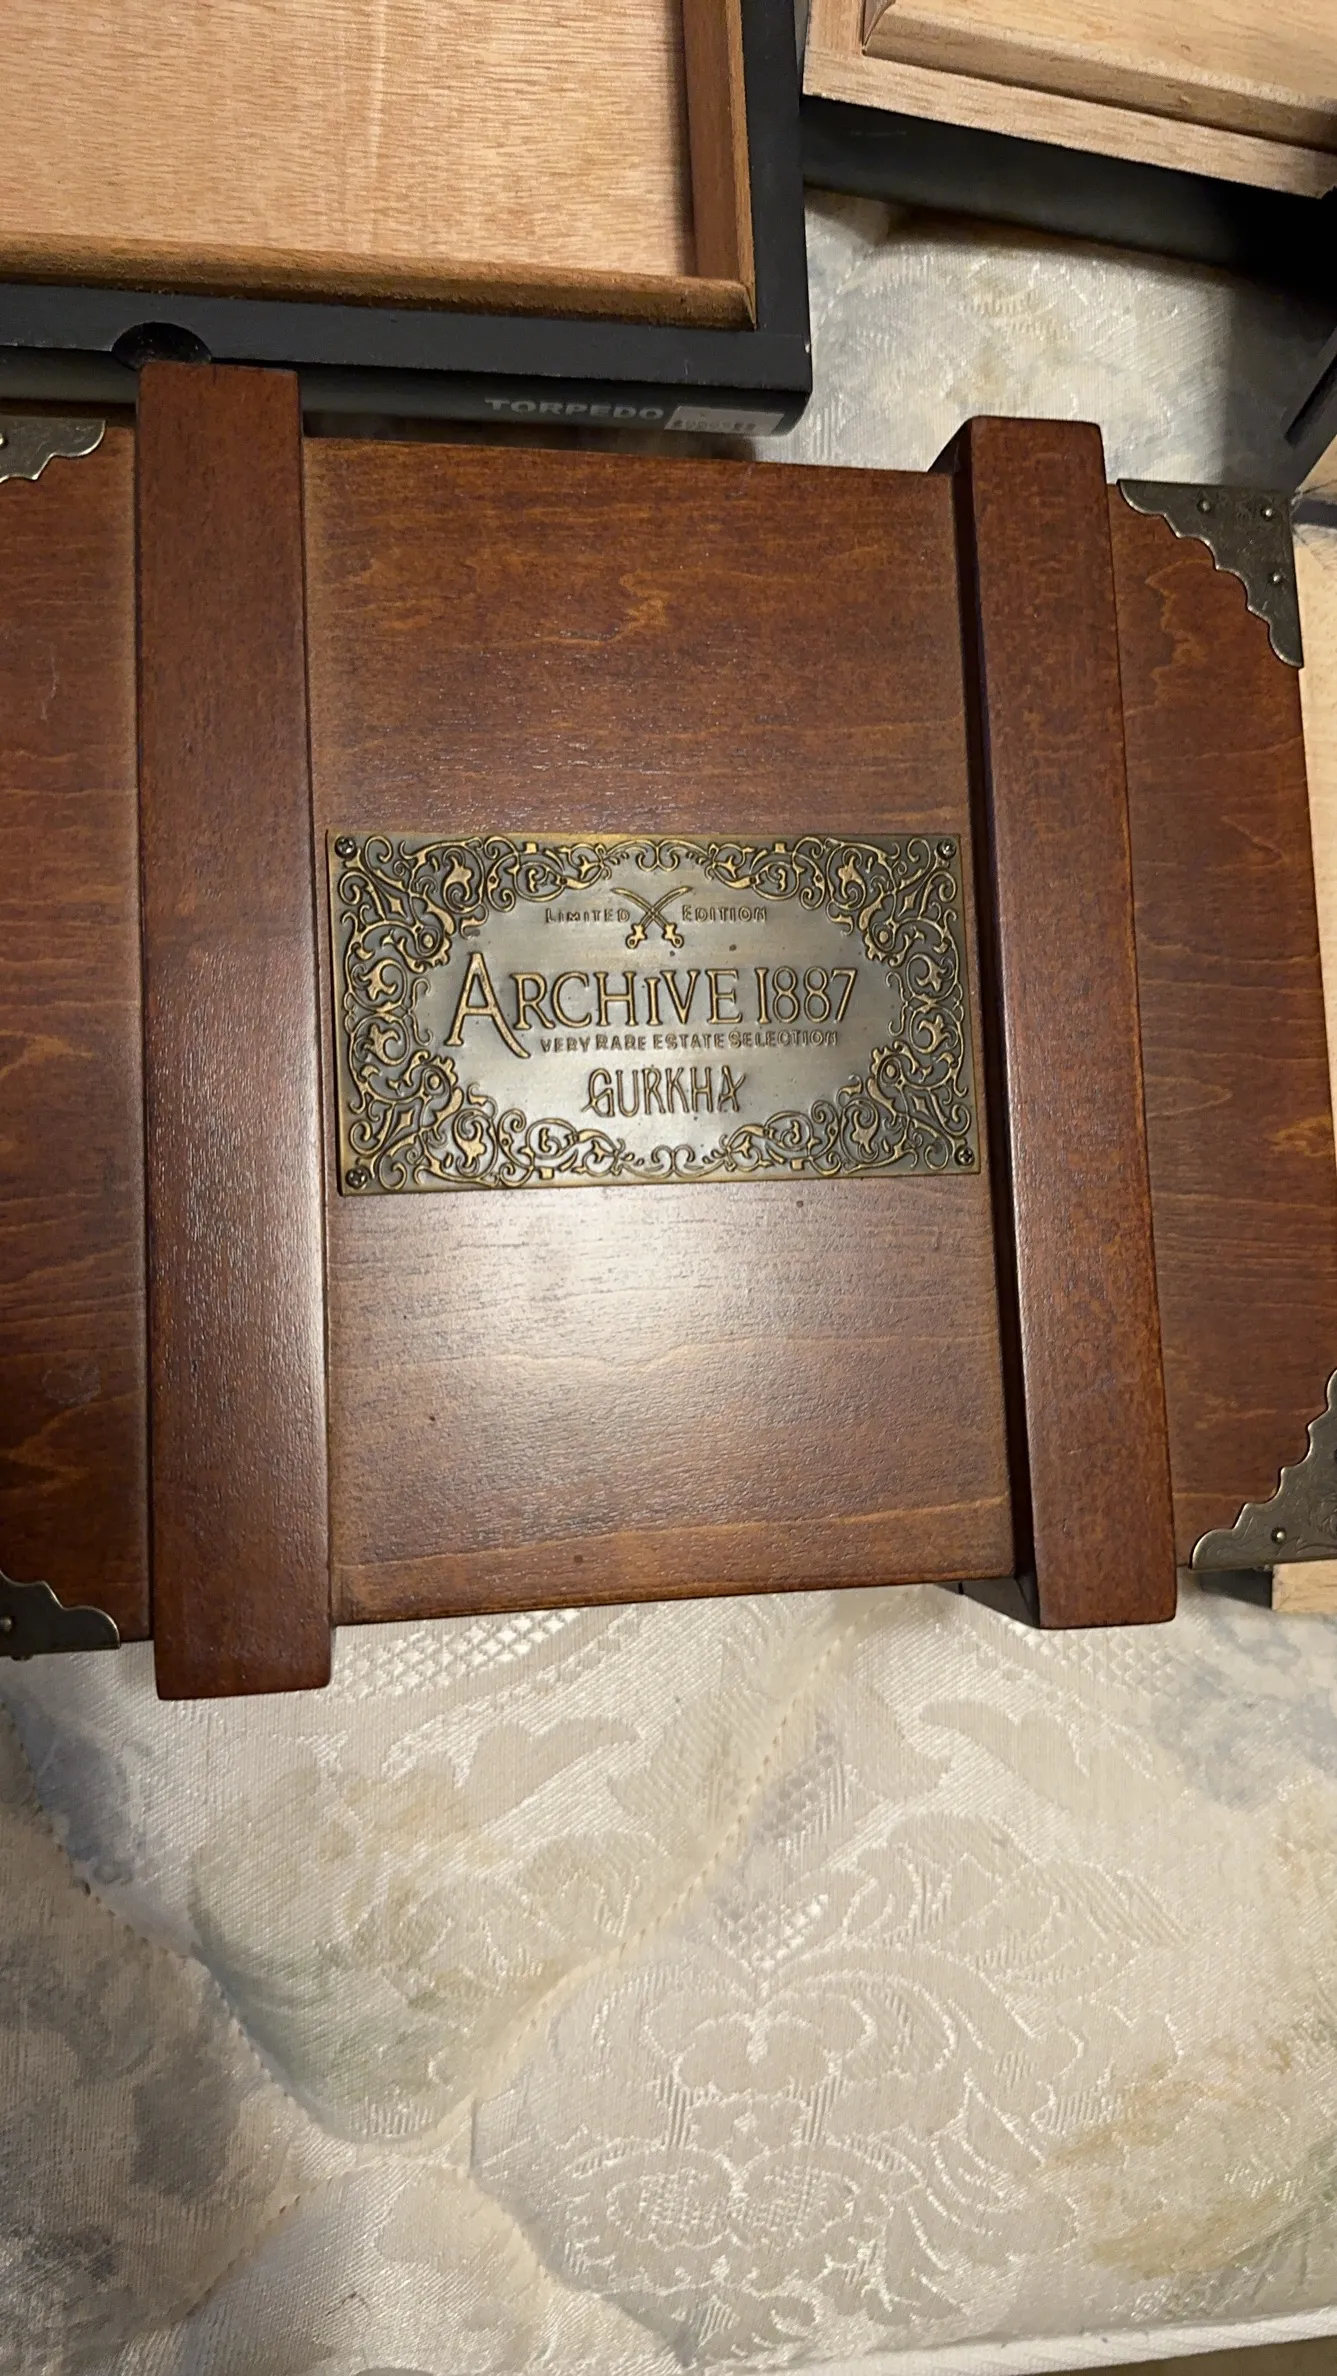 TORPEDO
LIMITED EDITION
ARCHIVE 1887
VERY RARE ESTATE SELECTION
GURKHA